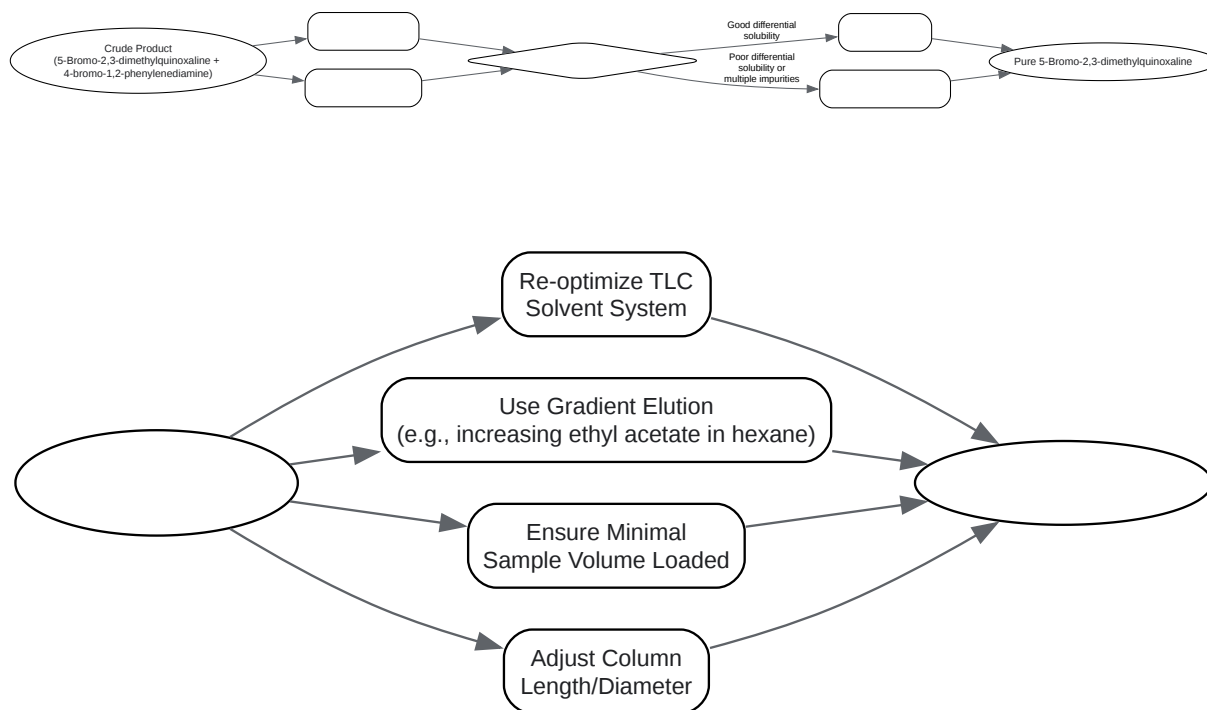 Crude Product
(5-Bromo-2,3-dimethylquinoxaline +
4-bromo-1,2-phenylenediamine)
Good differential
solubility
Poor differential
solubility or
multiple impurities
Pure 5-Bromo-2,3-dimethylquinoxaline
Re-optimize TLC
Solvent System
Use Gradient Elution
(e.g., increasing ethyl acetate in hexane)
Ensure Minimal
Sample Volume Loaded
Adjust Column
Length/Diameter